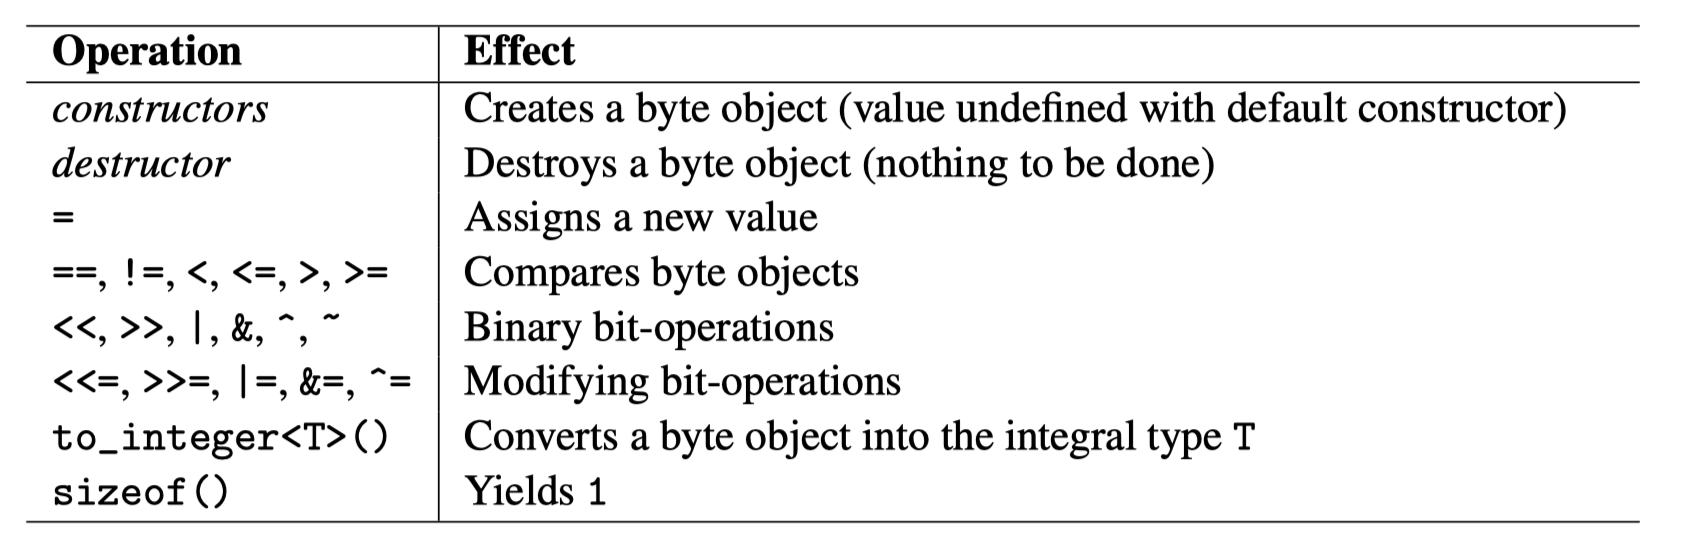 Operation Effect
constructors Creates a byte object (value undefined with default constructor)
destructor Destroys a byte object (nothing to be done)
= Assigns a new value
==, !=, <, <=, >, >= Compares byte objects
<<, >>, |, &, ^, ~ Binary bit-operations
<<=, >>=, |=, &=, ^= Modifying bit-operations
to_integer<T>() Converts a byte object into the integral type T
sizeof() Yields 1